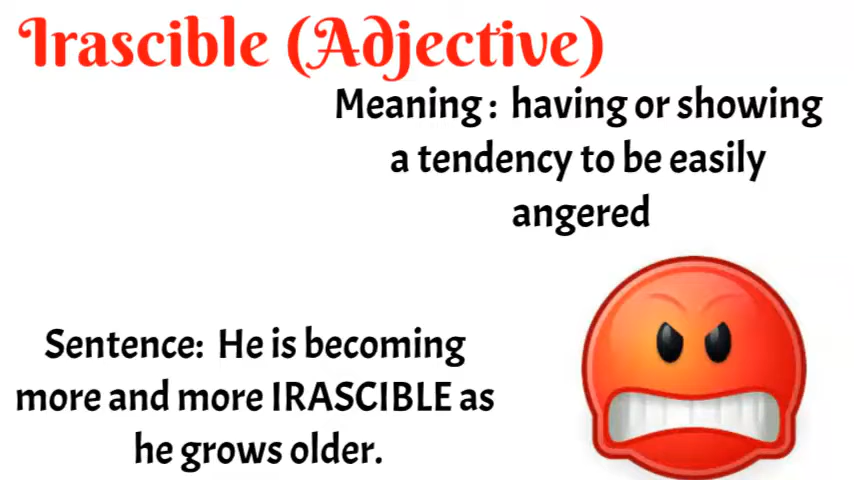 Irascible (Adjective)
Meaning : having or showing
a tendency to be easily
angered
Sentence: He is becoming
more and more IRASCIBLE as
he grows older.